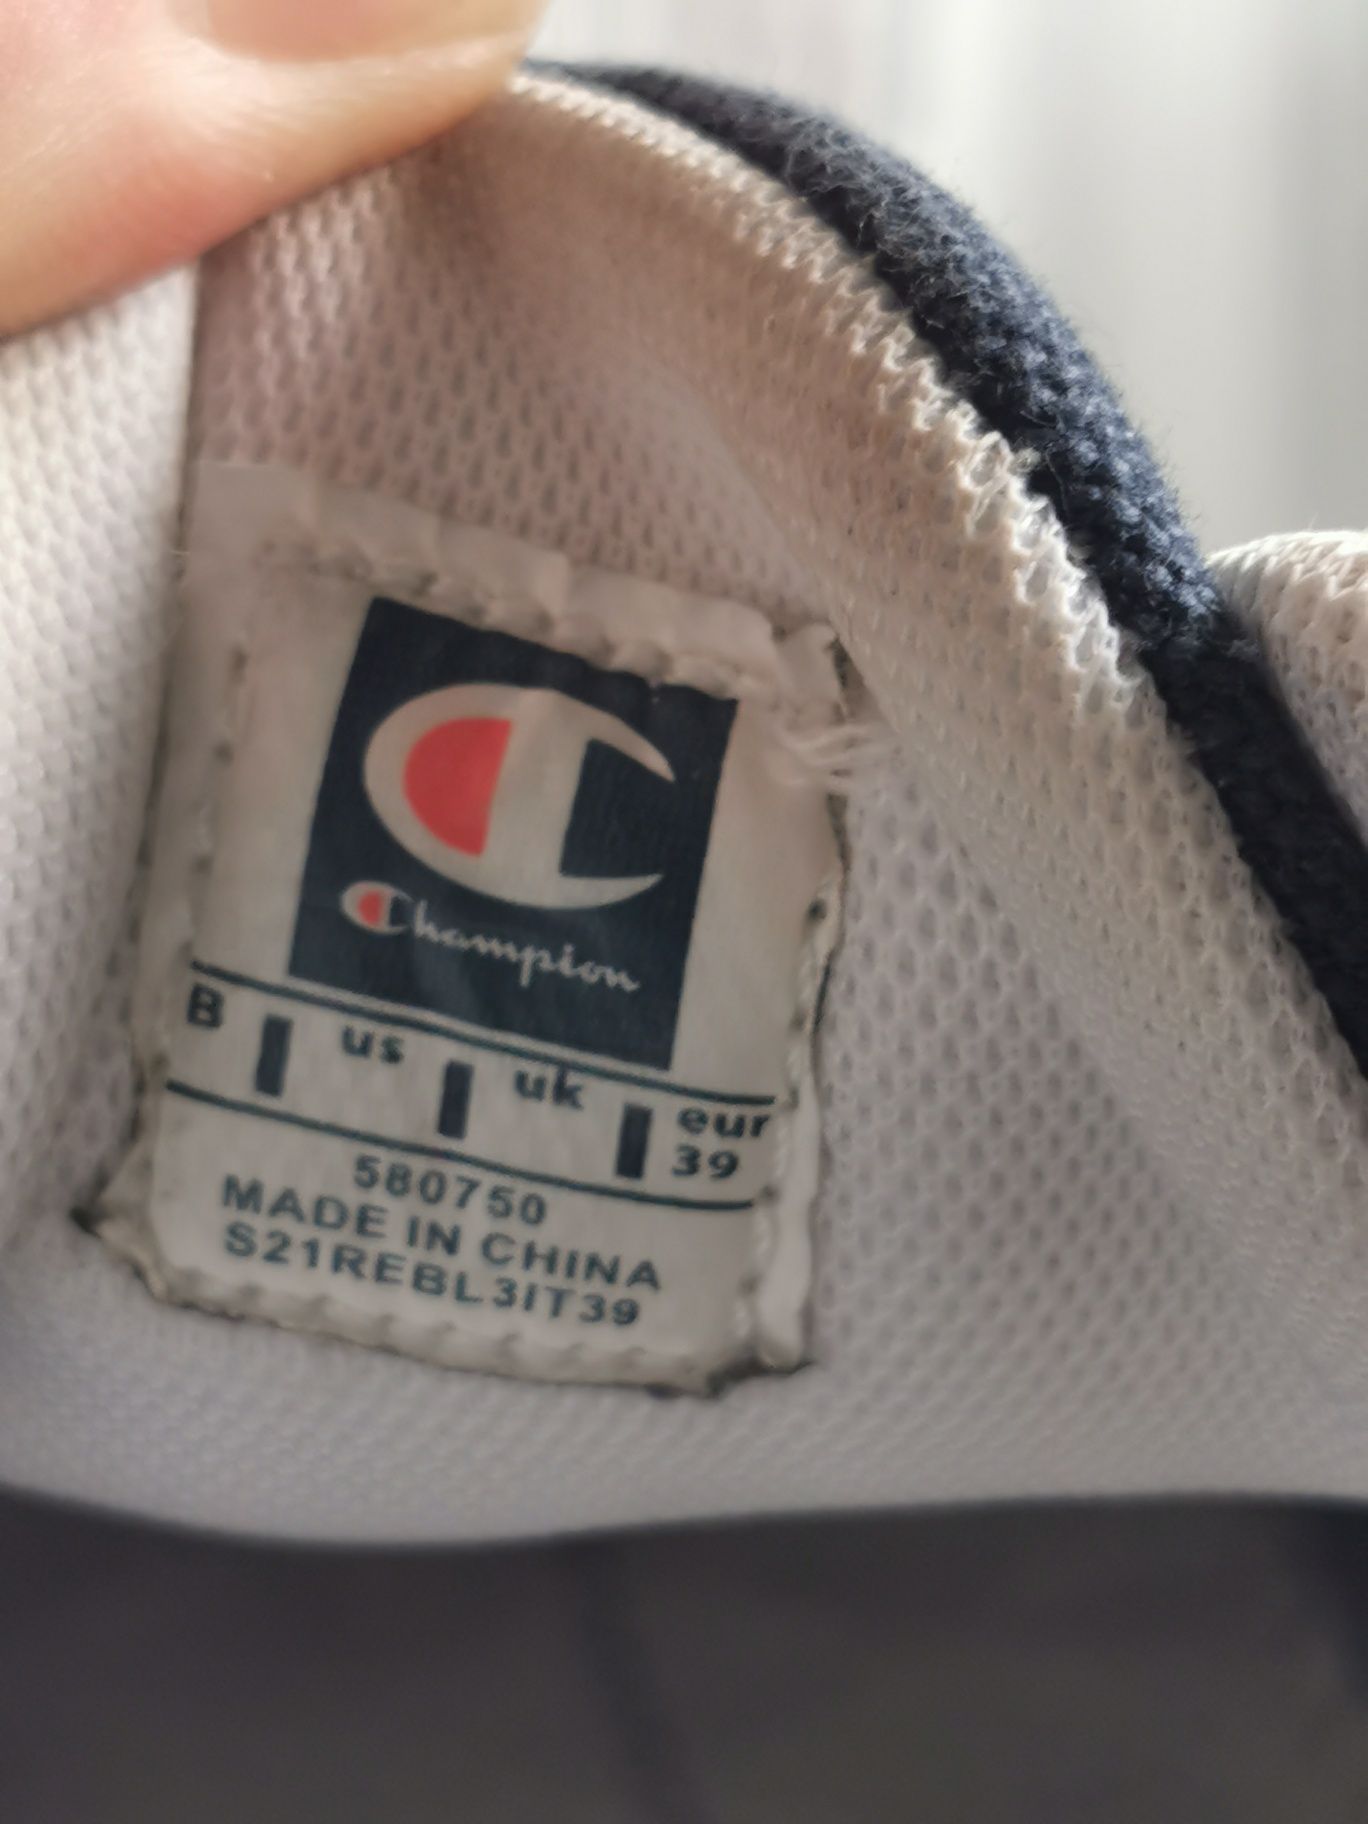 Champion
B us uk eur
39
580750
MADE IN CHINA
S21REBL3IT39